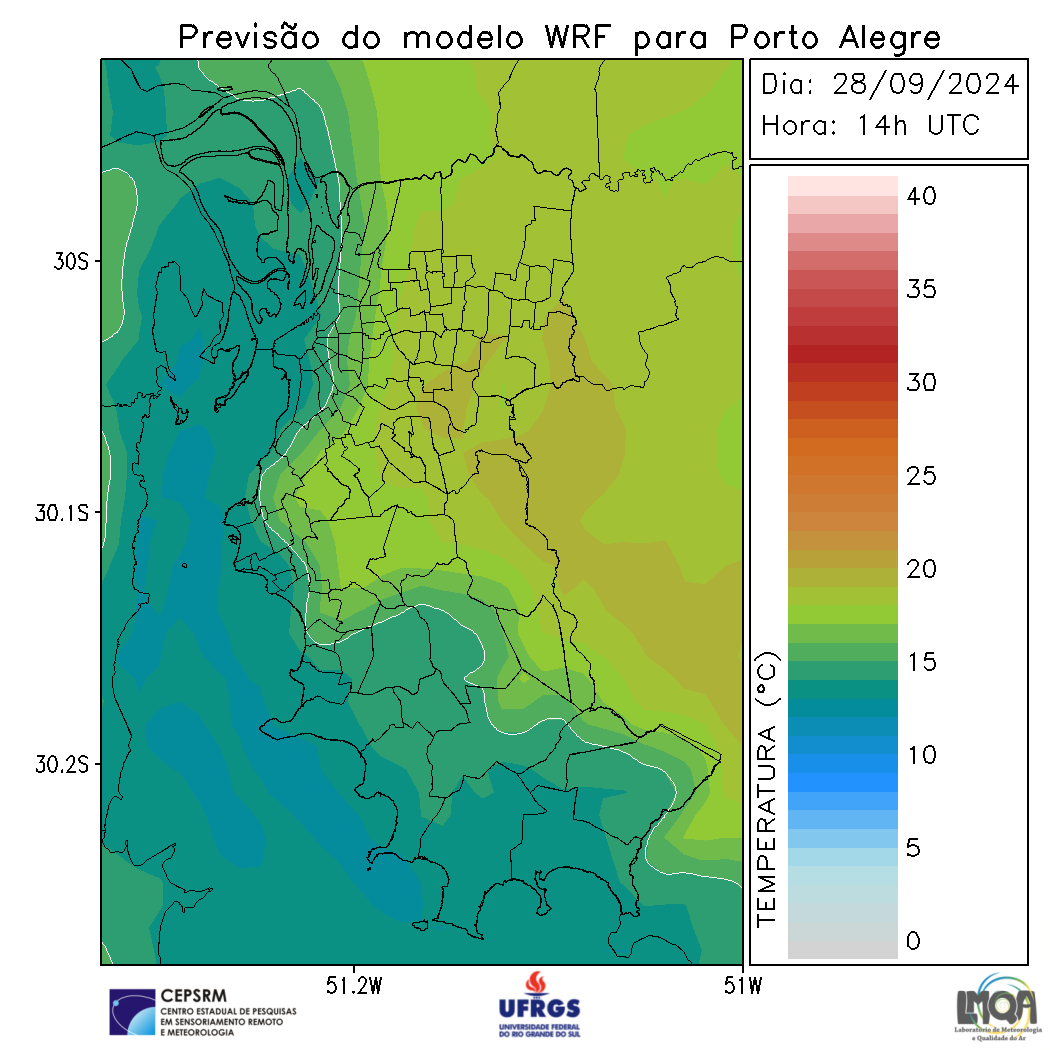 Previsão do modelo WRF para Porto Alegre
Dia: 28/09/2024
Hora: 14h UTC
30S
30.1S
30.2S
51.2W
51W
TEMPERATURA (°C)
40
35
30
25
20
15
10
5
0
CEPSRM
CENTRO ESTADUAL DE PESQUISAS
EM SENSORIAMENTO REMOTO
E METEOROLOGIA
UFRGS
UNIVERSIDADE FEDERAL
DO RIO GRANDE DO SUL
LMQA
Laboratório de Meteorologia
e Qualidade do Ar